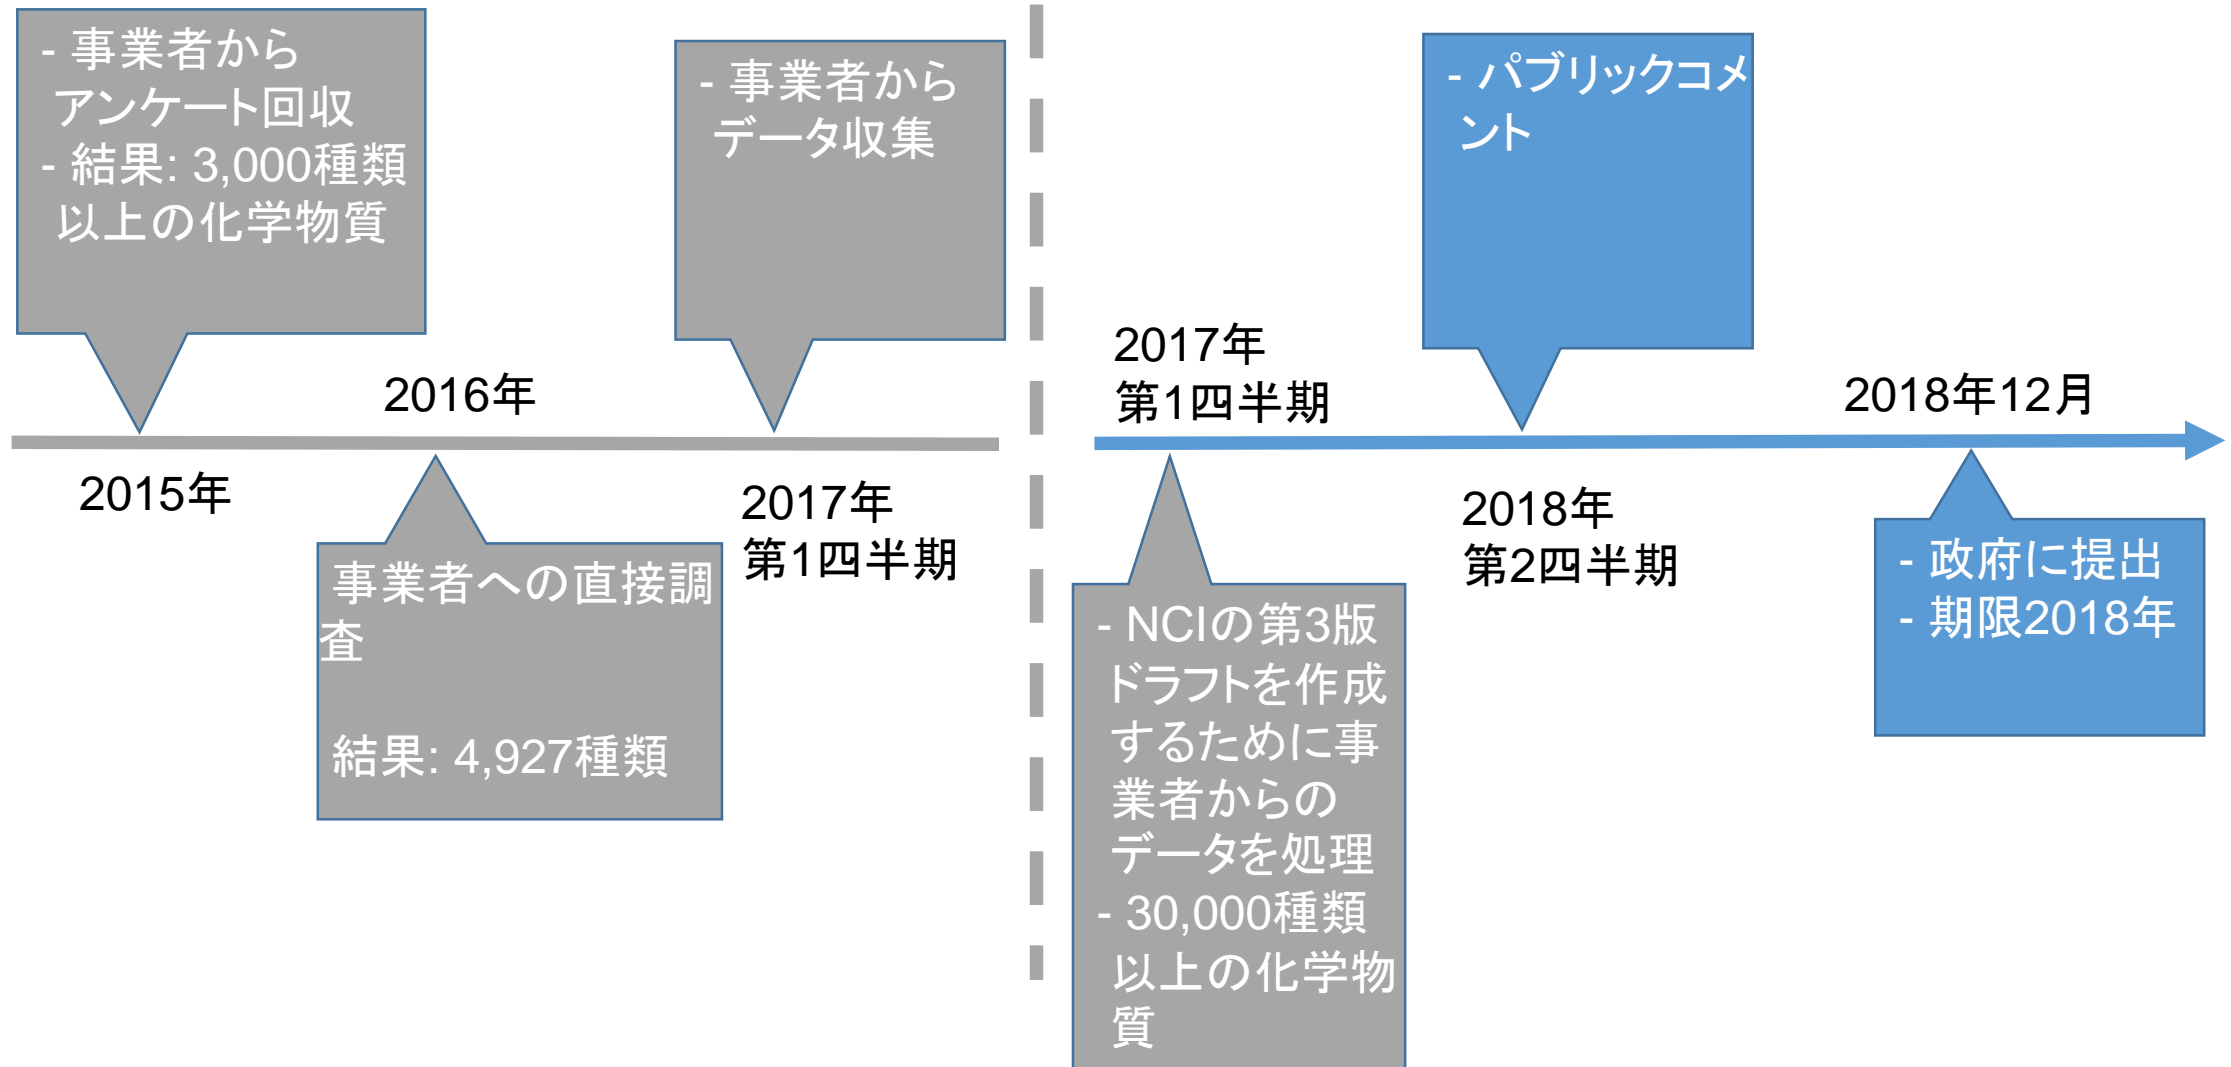 - 事業者から
アンケート回収
- 結果: 3,000種類
以上の化学物質
2015年
2016年
事業者への直接調
査
結果: 4,927種類
- 事業者から
データ収集
2017年
第1四半期
2017年
第1四半期
- NCIの第3版
ドラフトを作成
するために事
業者からの
データを処理
- 30,000種類
以上の化学物
質
- パブリックコメ
ント
2018年
第2四半期
2018年12月
- 政府に提出
- 期限2018年